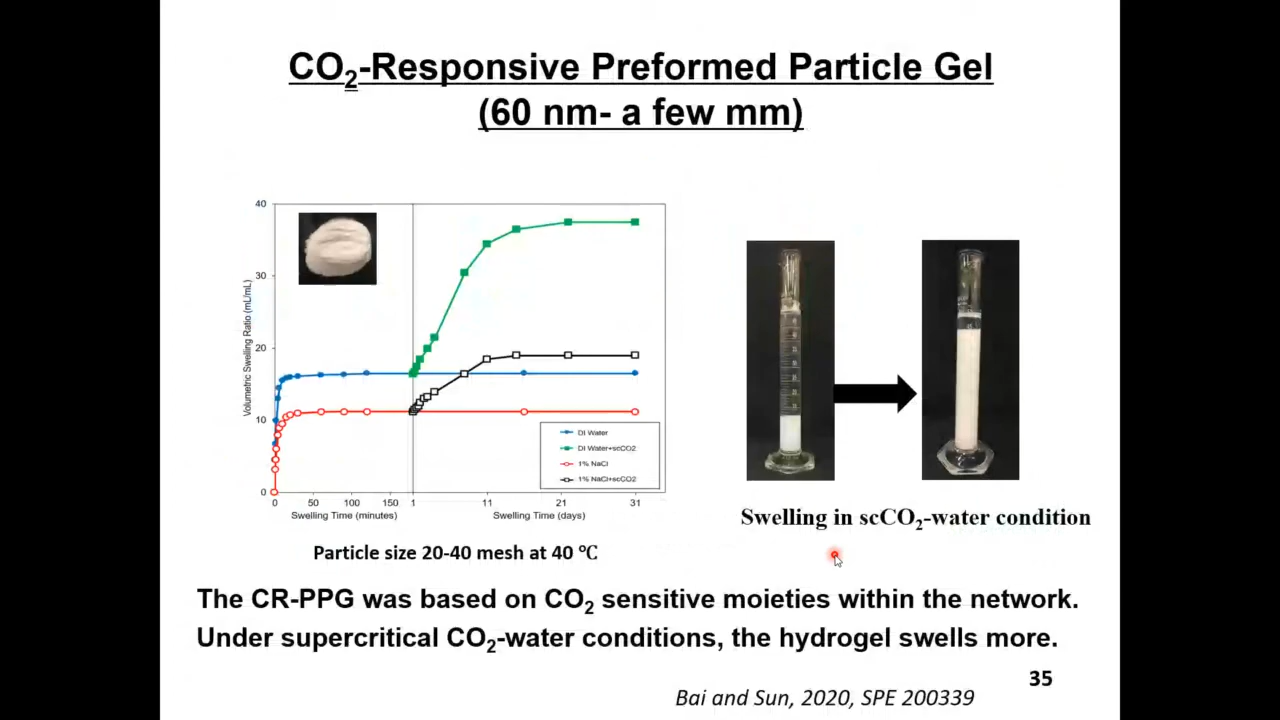 CO₂-Responsive Preformed Particle Gel
(60 nm- a few mm)
40
30
20
10
0
Volumetric Swelling Ratio (mL/mL)
DI Water
DI Water+scCO2
1% NaCl
1% NaCl+scCO2
0 50 100 150 1 11 21 31
Swelling Time (minutes) Swelling Time (days)
Particle size 20-40 mesh at 40 ℃
Swelling in scCO₂-water condition
The CR-PPG was based on CO₂ sensitive moieties within the network.
Under supercritical CO₂-water conditions, the hydrogel swells more.
35
Bai and Sun, 2020, SPE 200339